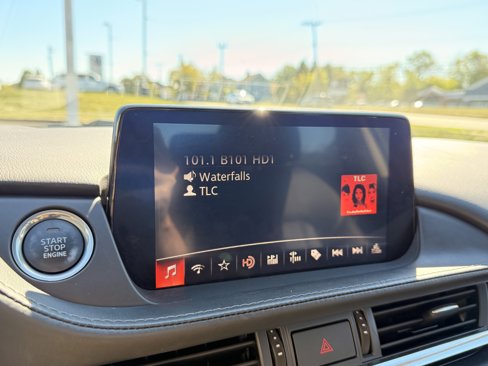 101.1 B101 HD1
Waterfalls
TLC
TLC
START
STOP
ENGINE